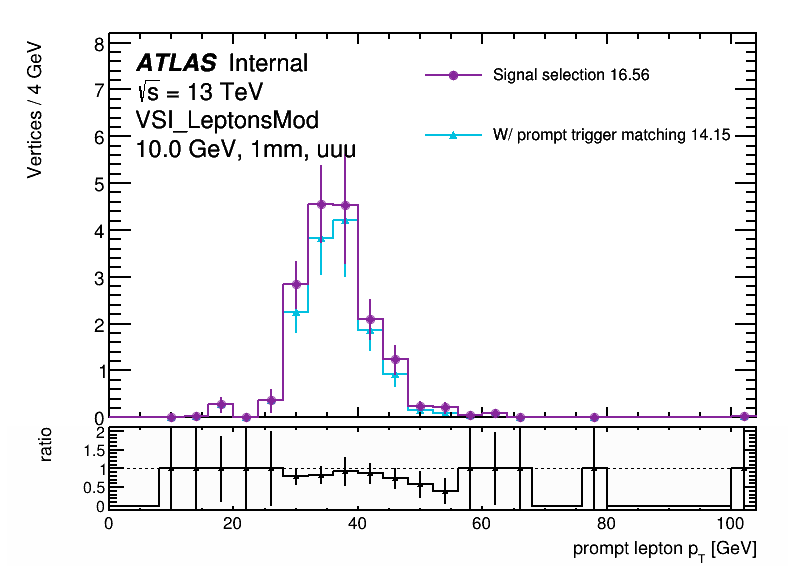 ATLAS Internal
√s = 13 TeV
VSI_LeptonsMod
10.0 GeV, 1mm, uuu
Signal selection 16.56
W/ prompt trigger matching 14.15
Vertices / 4 GeV
8
7
6
5
4
3
2
1
0
ratio
2
1.5
1
0.5
0
0 20 40 60 80 100
prompt lepton pT [GeV]